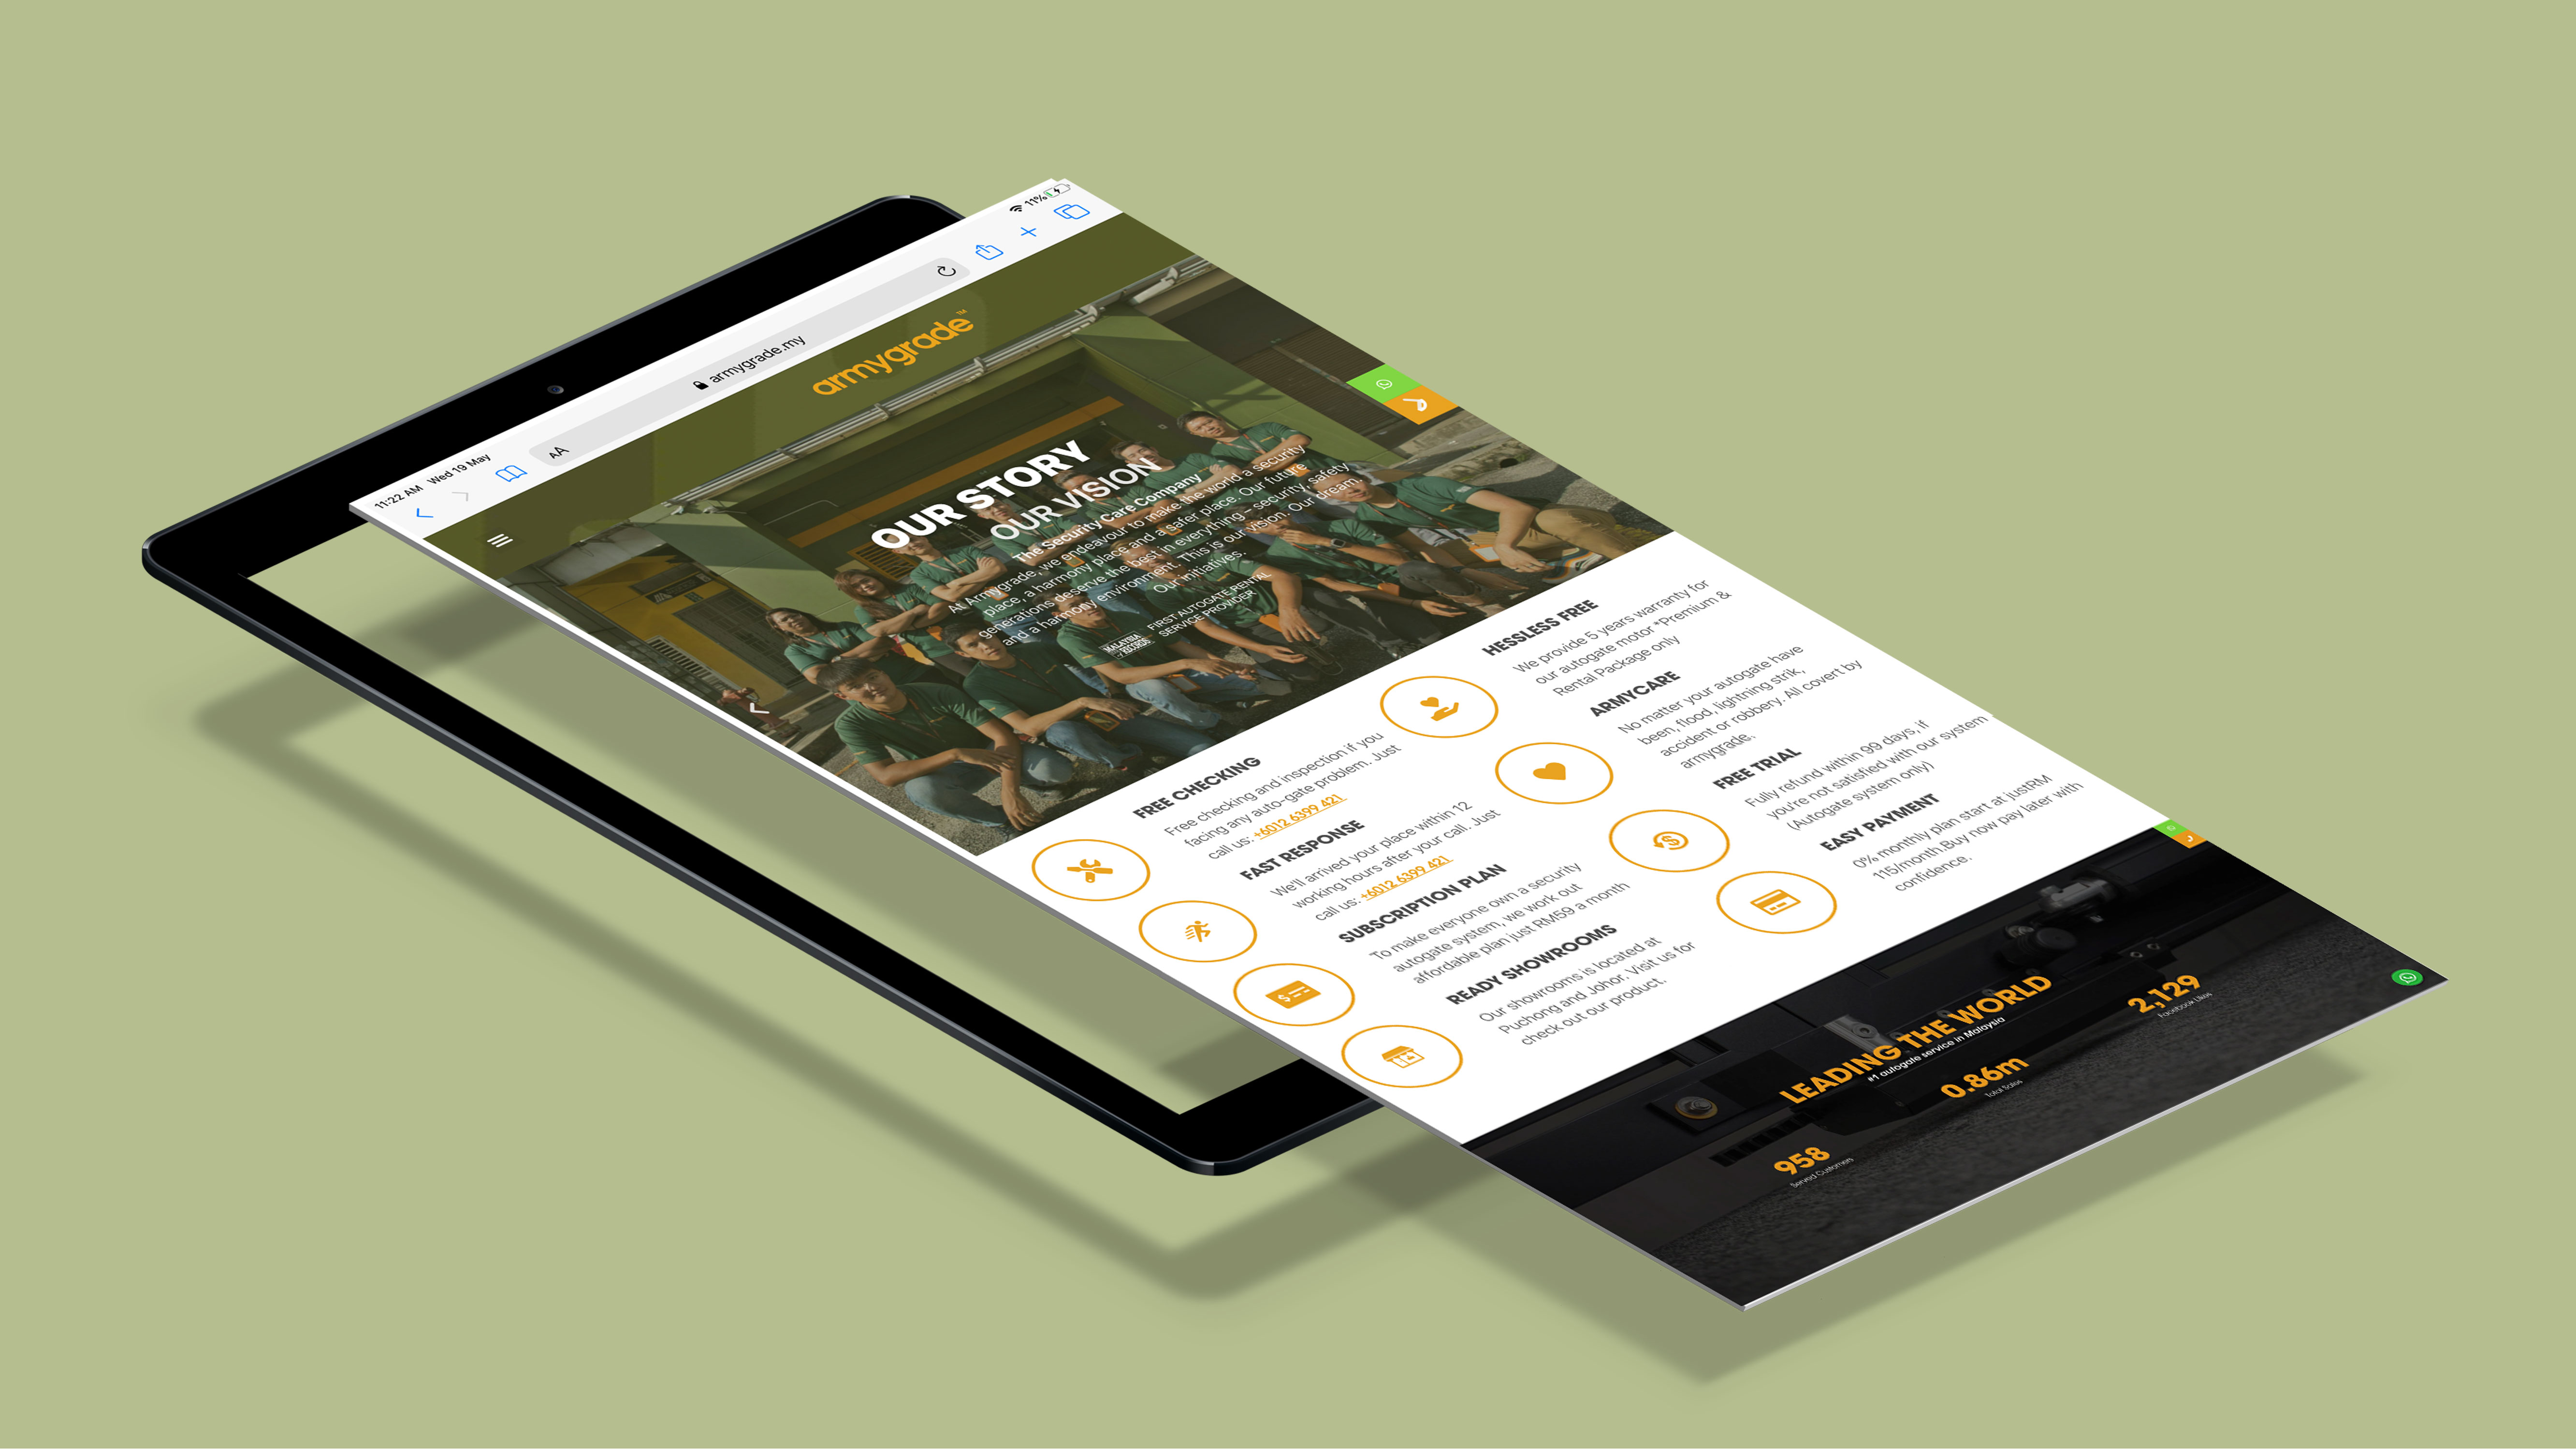 11:22 AM Wed 19 May
11%
AA
armygrade.my
armygrade™
OUR STORY
OUR VISION
The Security Care Company
At Armygrade, we endeavour to make the world a security
place, a harmony place and a safer place. Our future
generations deserve the best in everything - security, safety
and a harmony environment. This is our vision. Our dream.
Our initiatives.
MALAYSIA
RECORDS
FIRST AUTOGATE RENTAL
SERVICE PROVIDER
FREE CHECKING
Free checking and inspection if you
facing any auto-gate problem. Just
call us: +6012 6399 421
FAST RESPONSE
We'll arrived your place within 12
working hours after your call. Just
call us: +6012 6399 421
SUBSCRIPTION PLAN
To make everyone own a security
autogate system, we work out
affordable plan just RM59 a month
READY SHOWROOMS
Our showrooms is located at
Puchong and Johor. Visit us for
check out our product.
HESSLESS FREE
We provide 5 years warranty for
our autogate motor *Premium &
Rental Package only
ARMYCARE
No matter your autogate have
been, flood, lightning strik,
accident or robbery. All covert by
armygrade.
FREE TRIAL
Fully refund within 99 days, if
you're not satisfied with our system
(Autogate system only)
EASY PAYMENT
0% monthly plan start at justRM
115/month.Buy now pay later with
confidence.
LEADING THE WORLD
#1 autogate service in Malaysia
958
Served Customers
0.86m
Total Sales
2,129
Facebook Likes